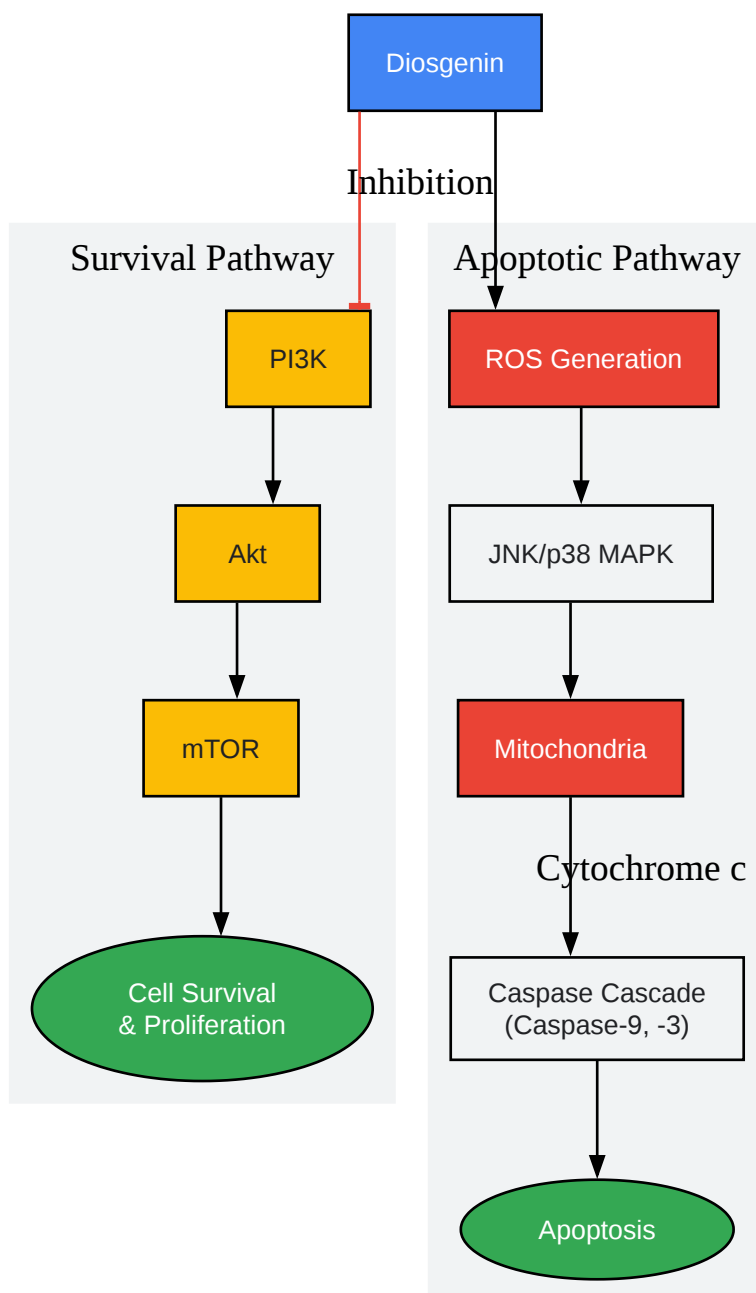 Diosgenin
Inhibition
Survival Pathway
PI3K
Akt
mTOR
Cell Survival
& Proliferation
Apoptotic Pathway
ROS Generation
JNK/p38 MAPK
Mitochondria
Cytochrome c
Caspase Cascade
(Caspase-9, -3)
Apoptosis